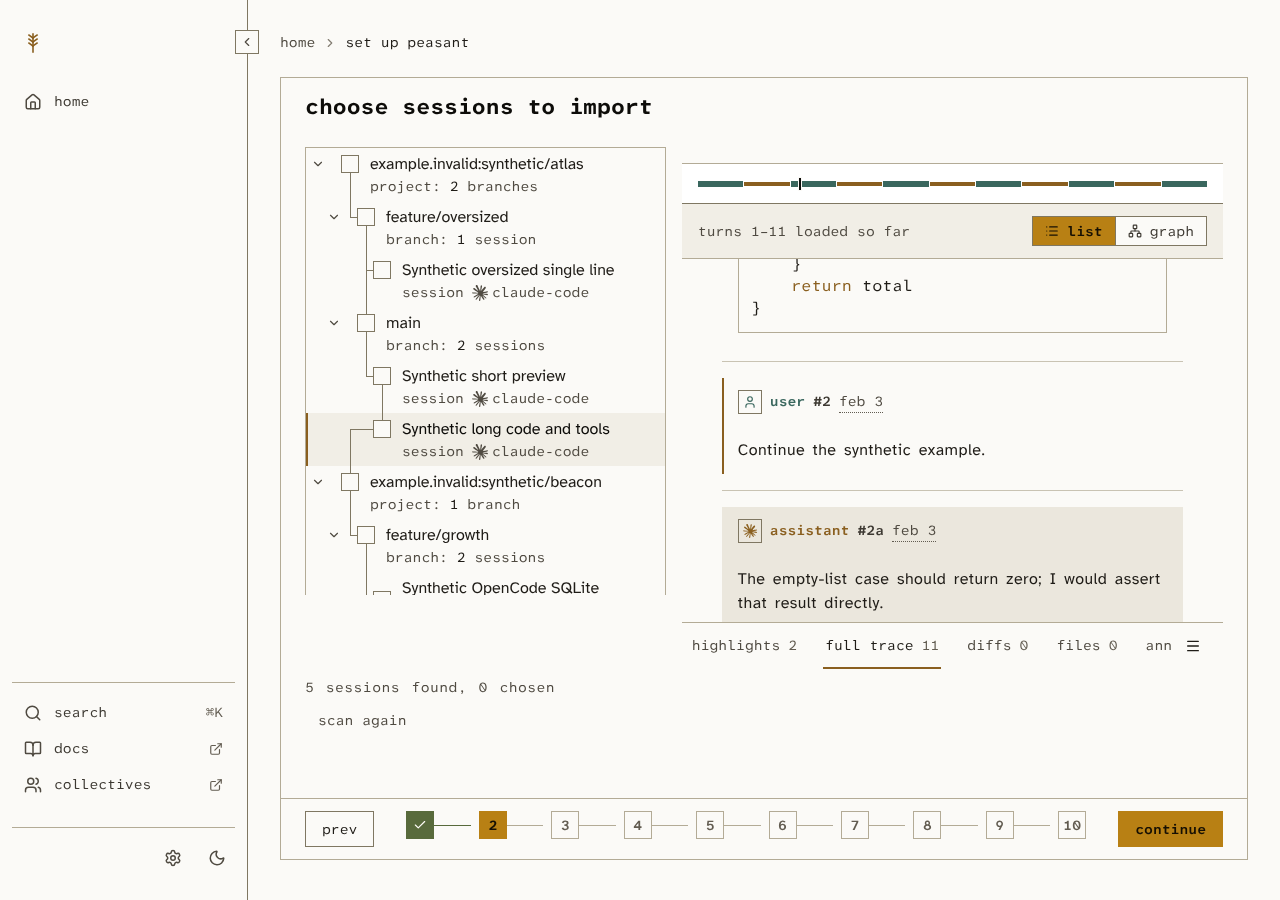 home
search ⌘K
docs
collectives
home > set up peasant
choose sessions to import
example.invalid:synthetic/atlas
project: 2 branches
feature/oversized
branch: 1 session
Synthetic oversized single line
session claude-code
main
branch: 2 sessions
Synthetic short preview
session claude-code
Synthetic long code and tools
session claude-code
example.invalid:synthetic/beacon
project: 1 branch
feature/growth
branch: 2 sessions
Synthetic OpenCode SQLite
5 sessions found, 0 chosen
scan again
turns 1–11 loaded so far
list
graph
}
return total
}
user #2 feb 3
Continue the synthetic example.
assistant #2a feb 3
The empty-list case should return zero; I would assert
that result directly.
highlights 2 full trace 11 diffs 0 files 0 ann
prev
2 3 4 5 6 7 8 9 10
continue